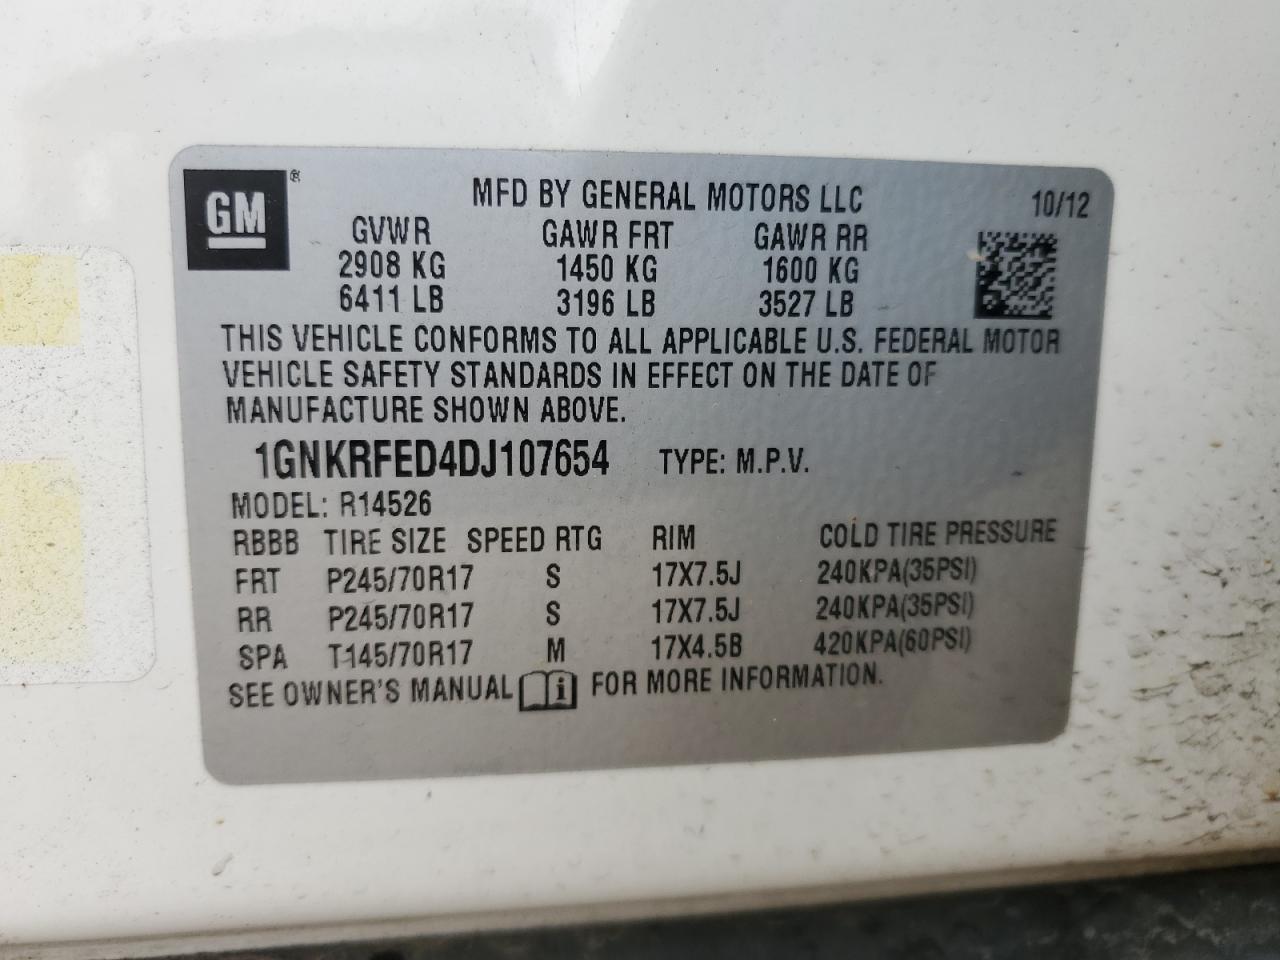 GM®
MFD BY GENERAL MOTORS LLC 10/12
GVWR GAWR FRT GAWR RR
2908 KG 1450 KG 1600 KG
6411 LB 3196 LB 3527 LB
THIS VEHICLE CONFORMS TO ALL APPLICABLE U.S. FEDERAL MOTOR
VEHICLE SAFETY STANDARDS IN EFFECT ON THE DATE OF
MANUFACTURE SHOWN ABOVE.
1GNKRFED4DJ107654 TYPE: M.P.V.
MODEL: R14526
RBBB TIRE SIZE SPEED RTG RIM COLD TIRE PRESSURE
FRT P245/70R17 S 17X7.5J 240KPA(35PSI)
RR P245/70R17 S 17X7.5J 240KPA(35PSI)
SPA T145/70R17 M 17X4.5B 420KPA(60PSI)
SEE OWNER'S MANUAL i FOR MORE INFORMATION.